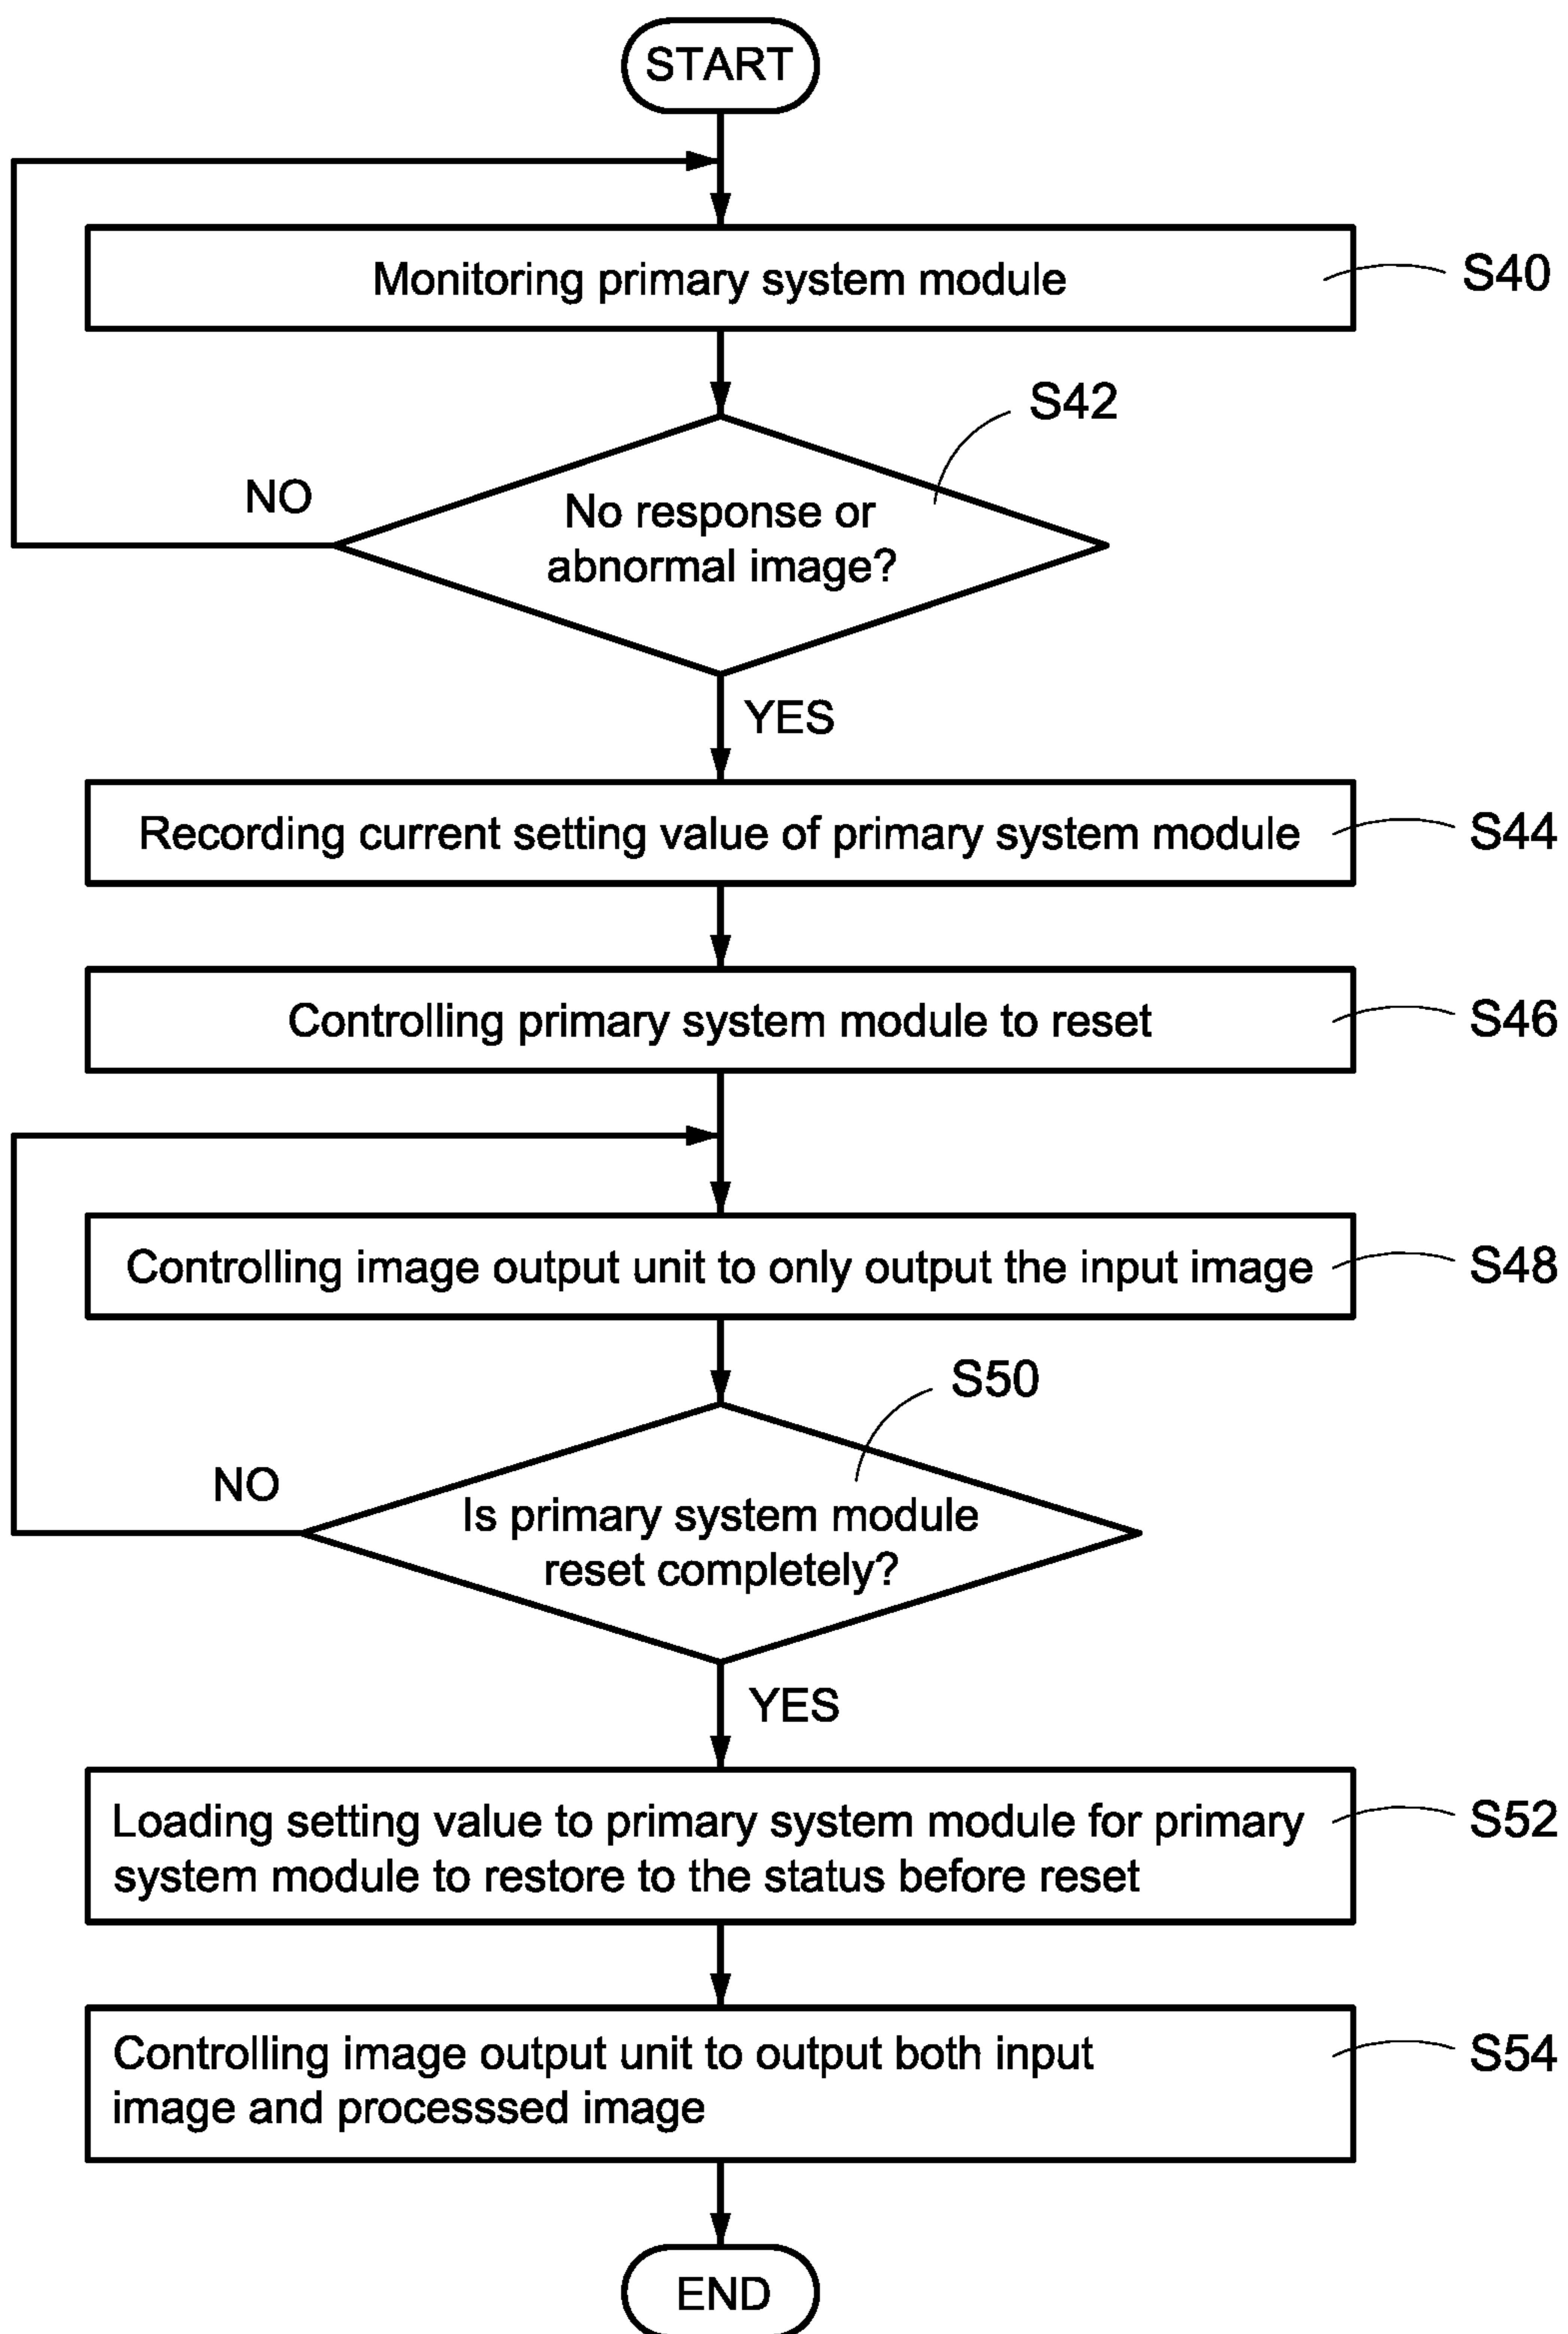 START
Monitoring primary system module
S40
S42
No response or
abnormal image?
NO
YES
Recording current setting value of primary system module
S44
Controlling primary system module to reset
S46
Controlling image output unit to only output the input image
S48
S50
NO
Is primary system module
reset completely?
YES
Loading setting value to primary system module for primary
system module to restore to the status before reset
S52
Controlling image output unit to output both input
image and processsed image
S54
END